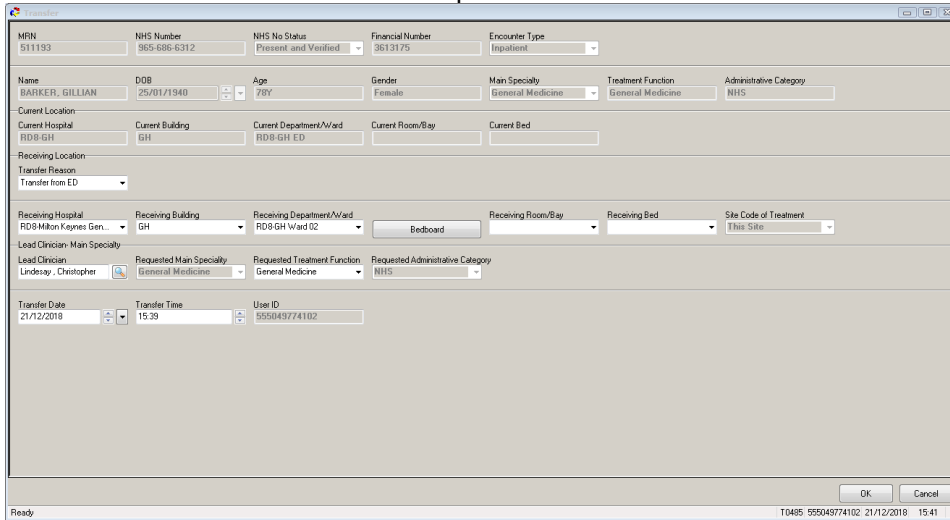 Transfer
MRN NHS Number NHS No Status Financial Number Encounter Type
511193 965-686-6312 Present and Verified 3613175 Inpatient
Name DOB Age Gender Main Specialty Treatment Function Administrative Category
BARKER, GILLIAN 25/01/1940 78Y Female General Medicine General Medicine NHS
Current Location
Current Hospital Current Building Current Department/Ward Current Room/Bay Current Bed
RD8-GH GH RD8-GH ED
Receiving Location
Transfer Reason
Transfer from ED
Receiving Hospital Receiving Building Receiving Department/Ward Receiving Room/Bay Receiving Bed Site Code of Treatment
RD8-Milton Keynes Gen... GH RD8-GH Ward 02 Bedboard This Site
Lead Clinician- Main Specialty
Lead Clinician Requested Main Speciality Requested Treatment Function Requested Administrative Category
Lindesay , Christopher General Medicine General Medicine NHS
Transfer Date Transfer Time User ID
21/12/2018 15:39 555049774102
OK Cancel
Ready T0485 555049774102 21/12/2018 15:41